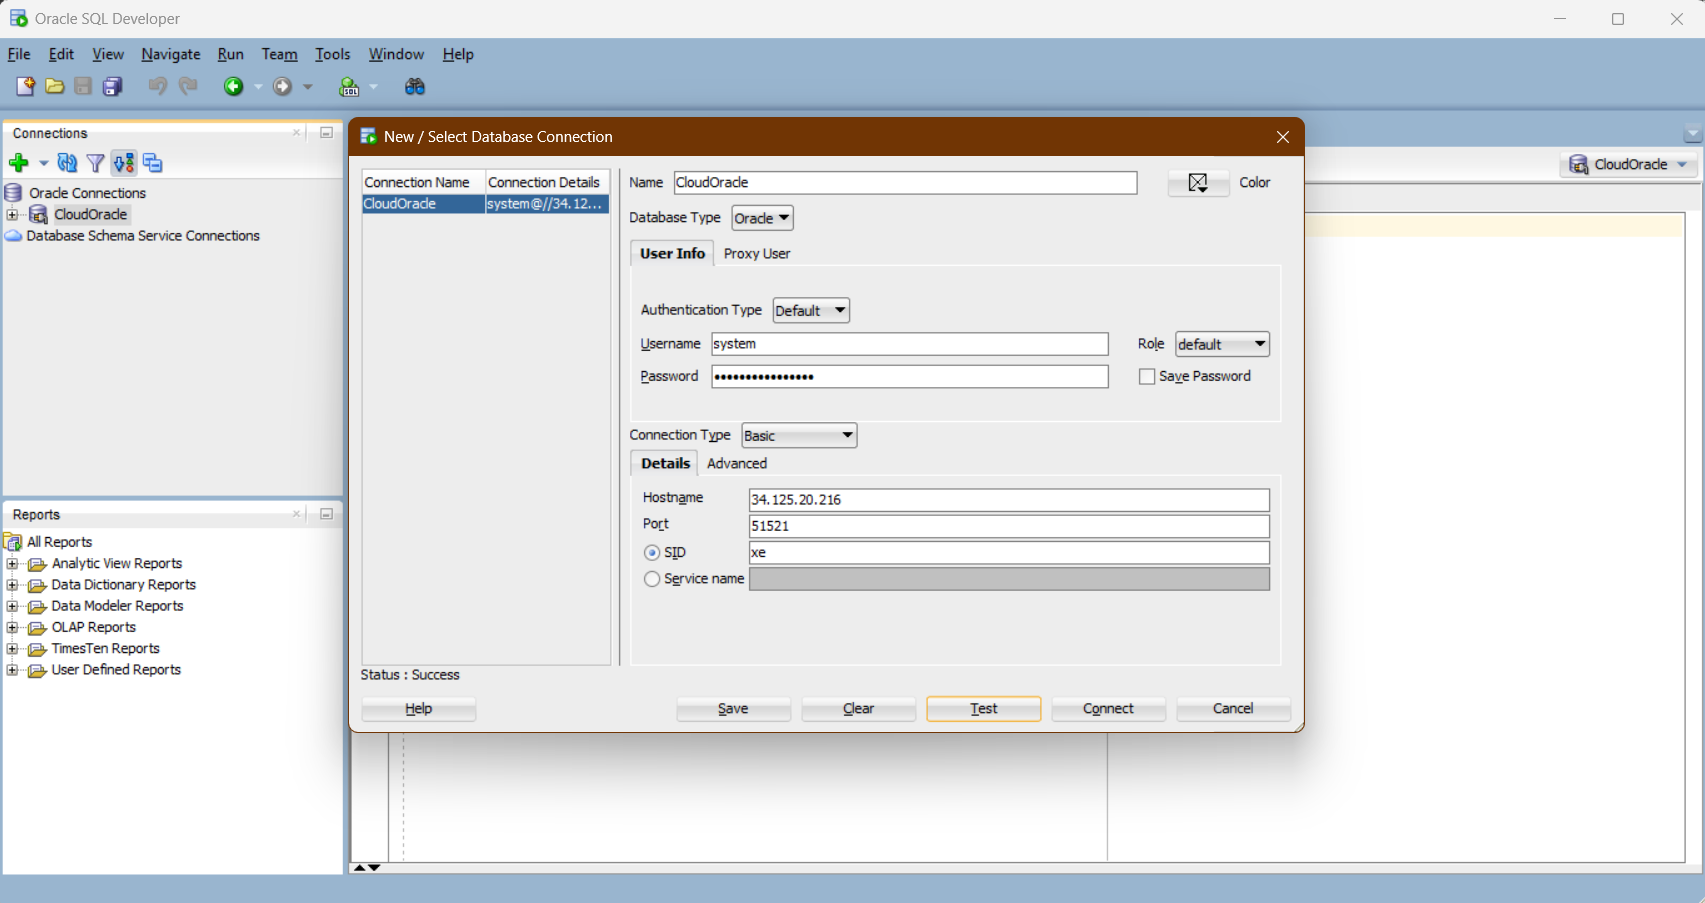 Oracle SQL Developer
File Edit View Navigate Run Team Tools Window Help
SQL
Connections
Oracle Connections
CloudOracle
Database Schema Service Connections
Reports
All Reports
Analytic View Reports
Data Dictionary Reports
Data Modeler Reports
OLAP Reports
TimesTen Reports
User Defined Reports
New / Select Database Connection
Connection Name Connection Details
CloudOracle system@//34.12...
Name CloudOracle Color
Database Type Oracle
User Info Proxy User
Authentication Type Default
Username system Role default
Password •••••••••••••••• Save Password
Connection Type Basic
Details Advanced
Hostname 34.125.20.216
Port 51521
SID xe
Service name
Status : Success
Help Save Clear Test Connect Cancel
CloudOracle